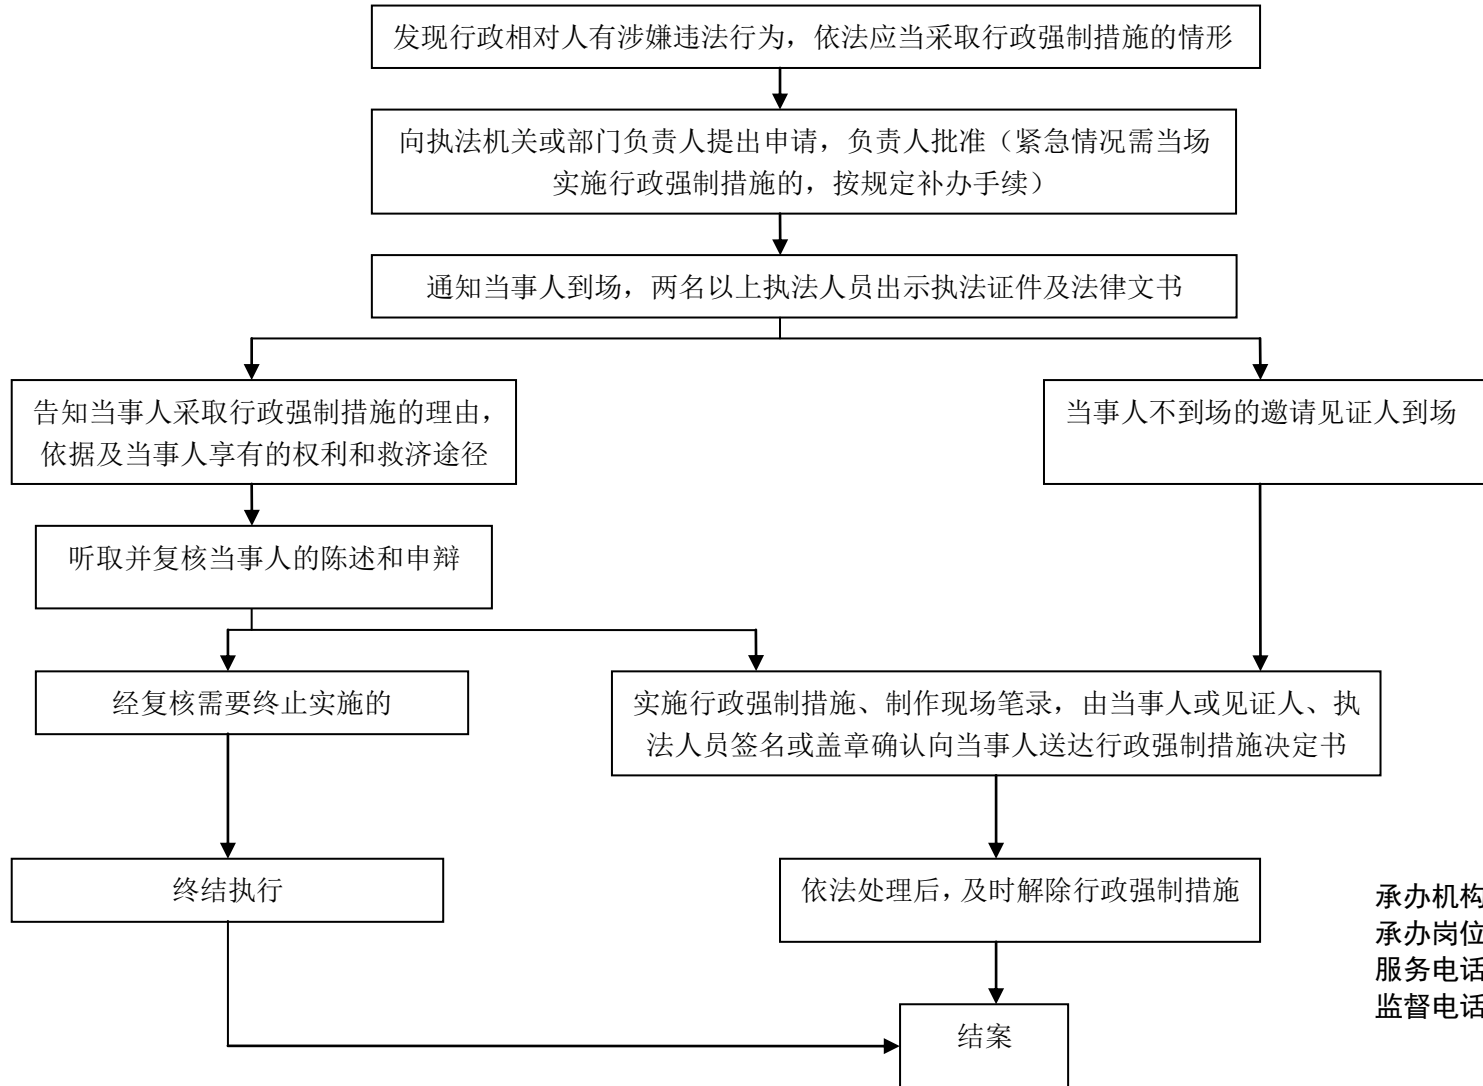 发现行政相对人有涉嫌违法行为，依法应当采取行政强制措施的情形
向执法机关或部门负责人提出申请，负责人批准（紧急情况需当场
实施行政强制措施的，按规定补办手续）
通知当事人到场，两名以上执法人员出示执法证件及法律文书
告知当事人采取行政强制措施的理由，
依据及当事人享有的权利和救济途径
当事人不到场的邀请见证人到场
听取并复核当事人的陈述和申辩
经复核需要终止实施的
实施行政强制措施、制作现场笔录，由当事人或见证人、执
法人员签名或盖章确认向当事人送达行政强制措施决定书
终结执行
依法处理后，及时解除行政强制措施
承办机构
承办岗位
服务电话
监督电话
结案